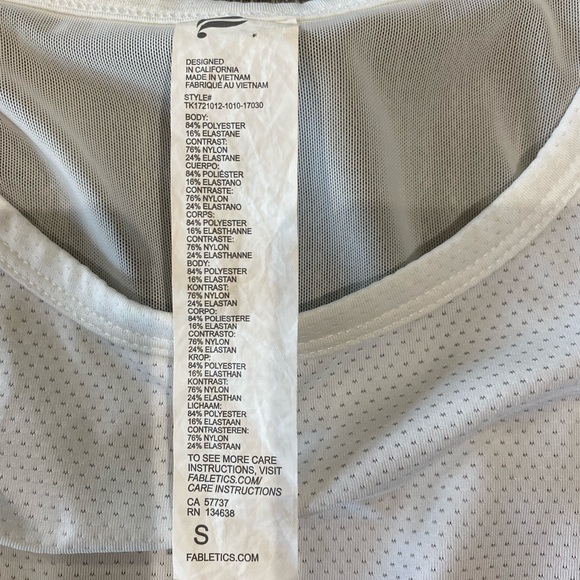 DESIGNED
IN CALIFORNIA
MADE IN VIETNAM
FABRIQUÉ AU VIETNAM
STYLE#
TK1721012-1010-17030
BODY:
84% POLYESTER
16% ELASTANE
CONTRAST:
76% NYLON
24% ELASTANE
CUERPO:
84% POLIÉSTER
16% ELASTANO
CONTRASTE:
76% NYLON
24% ELASTANO
CORPS:
84% POLYESTER
16% ELASTHANNE
CONTRASTE:
76% NYLON
24% ELASTHANNE
BODY:
84% POLYESTER
16% ELASTAN
KONTRAST:
76% NYLON
24% ELASTAN
CORPO:
84% POLIESTERE
16% ELASTAN
CONTRASTO:
76% NYLON
24% ELASTAN
KROP:
84% POLYESTER
16% ELASTHAN
KONTRAST:
76% NYLON
24% ELASTHAN
LICHAAM:
84% POLYESTER
16% ELASTAAN
CONTRASTEREN:
76% NYLON
24% ELASTAAN
TO SEE MORE CARE
INSTRUCTIONS, VISIT
FABLETICS.COM/
CARE INSTRUCTIONS
CA 57737
RN 134638
S
FABLETICS.COM